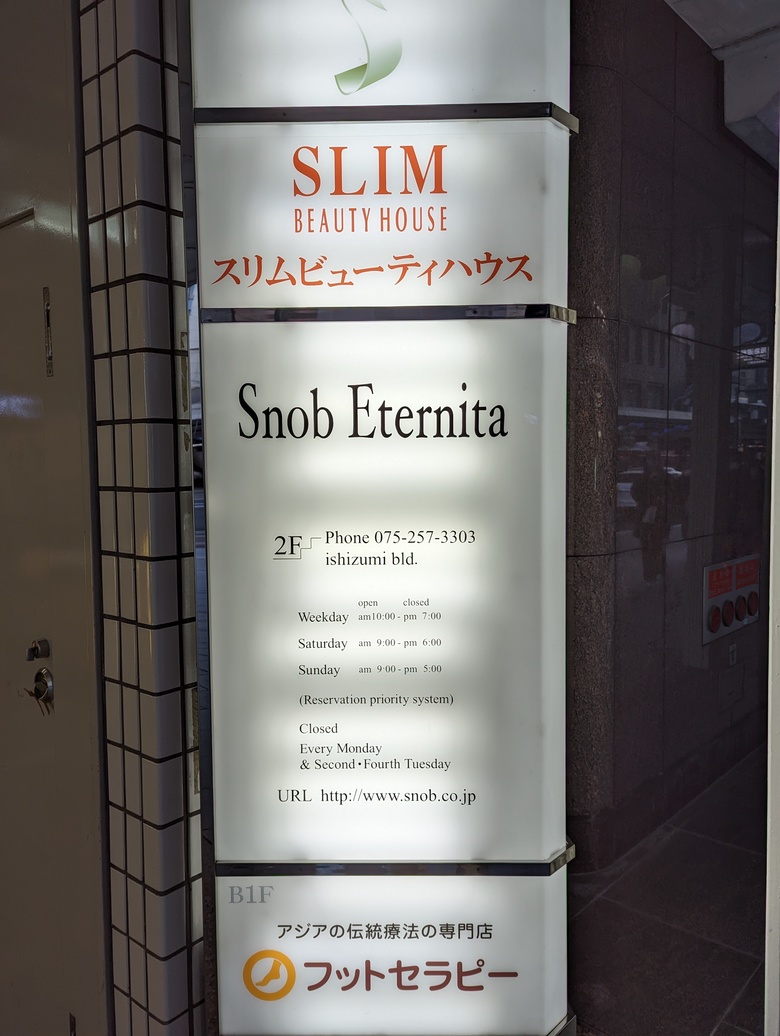 SLIM
BEAUTY HOUSE
スリムビューティハウス
Snob Eternita
2F Phone 075-257-3303
ishizumi bld.
open closed
Weekday am10:00 - pm 7:00
Saturday am 9:00 - pm 6:00
Sunday am 9:00 - pm 5:00
(Reservation priority system)
Closed
Every Monday
& Second・Fourth Tuesday
URL http://www.snob.co.jp
B1F
アジアの伝統療法の専門店
フットセラピー